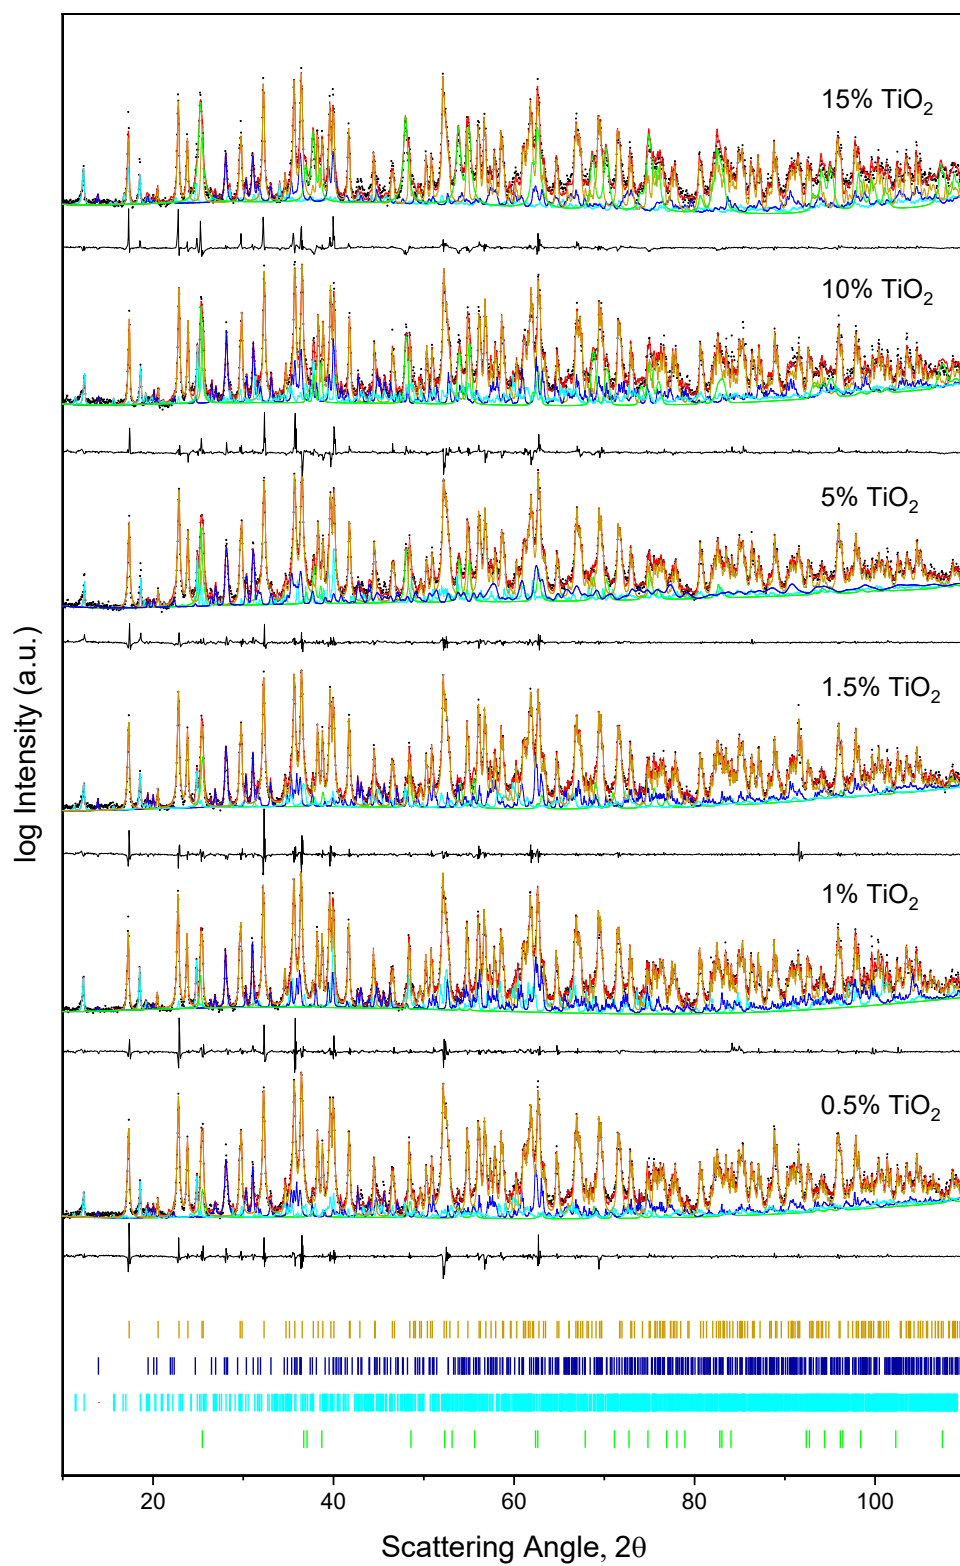 15% TiO₂
10% TiO₂
5% TiO₂
1.5% TiO₂
1% TiO₂
0.5% TiO₂
log Intensity (a.u.)
20 40 60 80 100
Scattering Angle, 2θ